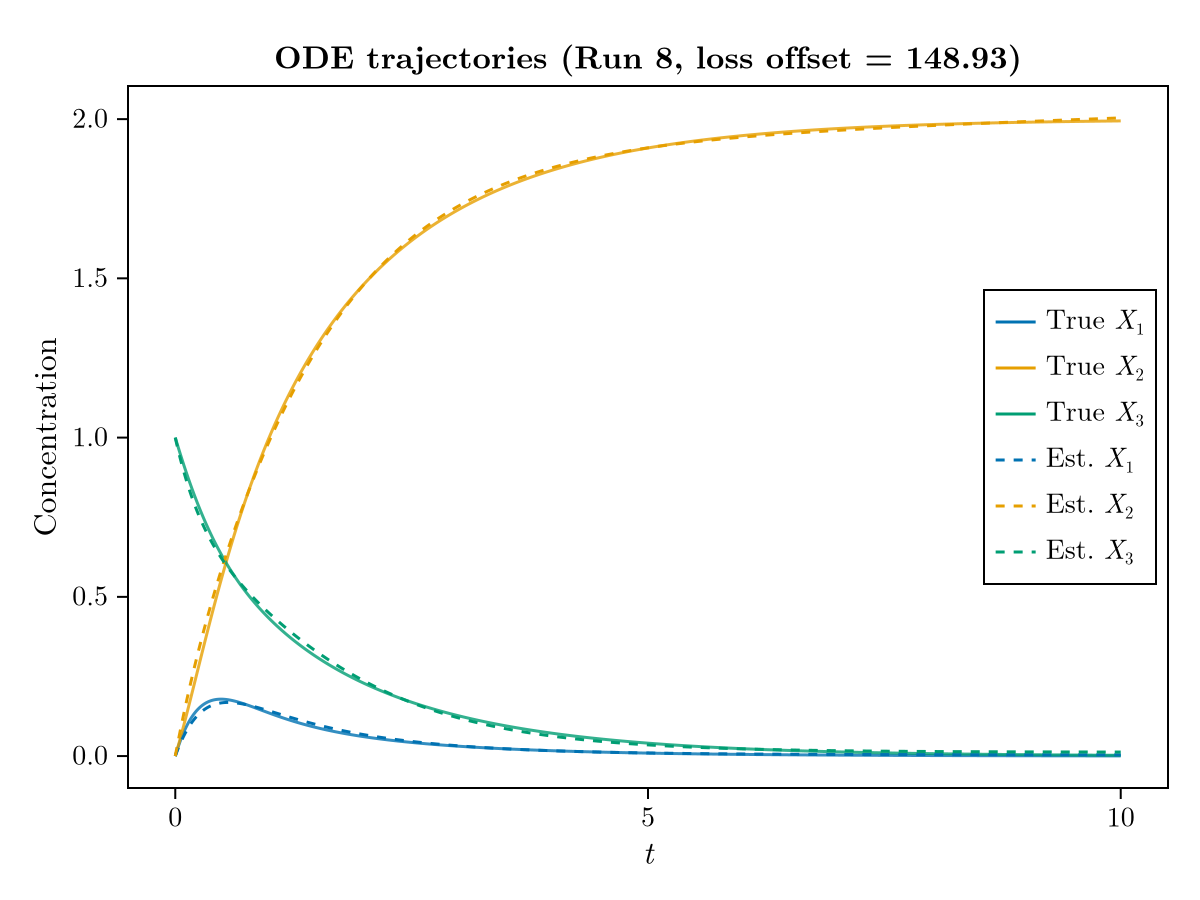 ODE trajectories (Run 8, loss offset = 148.93)
Concentration
2.0
1.5
1.0
0.5
0.0
0
5
10
t
True X₁
True X₂
True X₃
Est. X₁
Est. X₂
Est. X₃